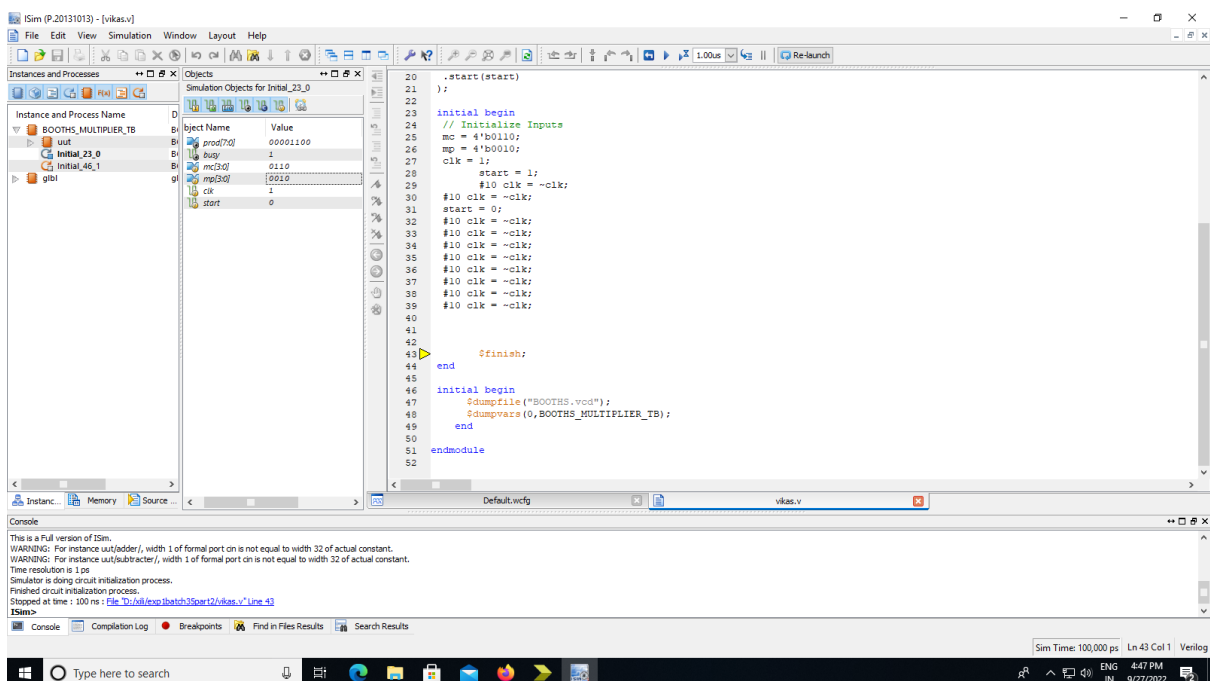 ISim (P.20131013) - [vikas.v]
File Edit View Simulation Window Layout Help
1.00us Re-launch
Instances and Processes
Instance and Process Name D
BOOTHS_MULTIPLIER_TB B
uut B
Initial_23_0 B
Initial_46_1 B
glbl gl
Instanc... Memory Source ...
Objects
Simulation Objects for Initial_23_0
bject Name Value
prod[7:0] 00001100
busy 1
mc[3:0] 0110
mp[3:0] 0010
clk 1
start 0
20 .start(start)
21 );
22
23 initial begin
24 // Initialize Inputs
25 mc = 4'b0110;
26 mp = 4'b0010;
27 clk = 1;
28 start = 1;
29 #10 clk = ~clk;
30 #10 clk = ~clk;
31 start = 0;
32 #10 clk = ~clk;
33 #10 clk = ~clk;
34 #10 clk = ~clk;
35 #10 clk = ~clk;
36 #10 clk = ~clk;
37 #10 clk = ~clk;
38 #10 clk = ~clk;
39 #10 clk = ~clk;
40
41
42
43 $finish;
44 end
45
46 initial begin
47 $dumpfile("BOOTHS.vcd");
48 $dumpvars(0,BOOTHS_MULTIPLIER_TB);
49 end
50
51 endmodule
52
Default.wcfg vikas.v
Console
This is a Full version of ISim.
WARNING: For instance uut/adder/, width 1 of formal port cin is not equal to width 32 of actual constant.
WARNING: For instance uut/subtracter/, width 1 of formal port cin is not equal to width 32 of actual constant.
Time resolution is 1 ps
Simulator is doing circuit initialization process.
Finished circuit initialization process.
Stopped at time : 100 ns : File "D:/xili/exp1batch35part2/vikas.v" Line 43
ISim>
Console Compilation Log Breakpoints Find in Files Results Search Results
Sim Time: 100,000 ps Ln 43 Col 1 Verilog
Type here to search
ENG 4:47 PM
IN 9/27/2022